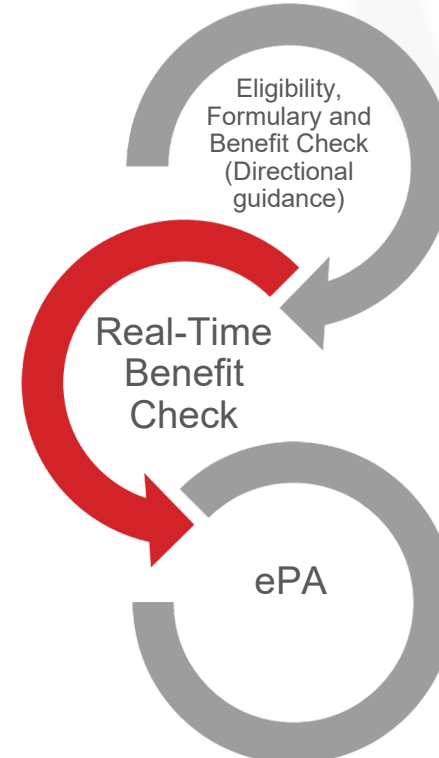 Eligibility,
Formulary and
Benefit Check
(Directional
guidance)
Real-Time
Benefit
Check
ePA